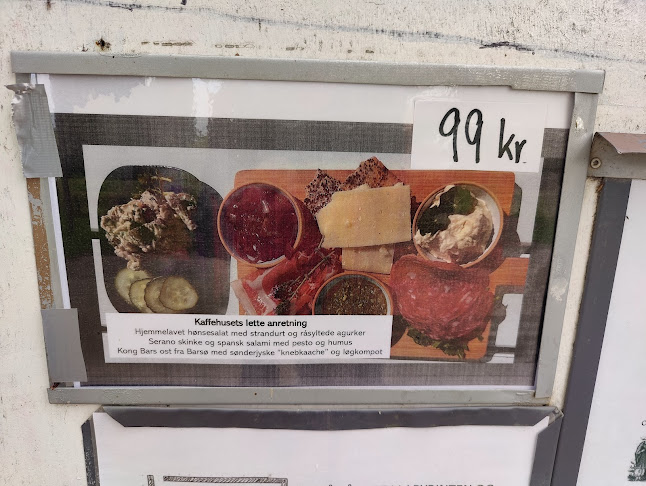 99 kr.
Kaffehusets lette anretning
Hjemmelavet hønsesalat med strandurt og råsyltede agurker
Serano skinke og spansk salami med pesto og humus
Kong Bars ost fra Barsø med sønderjyske "knebkaache" og løgkompot